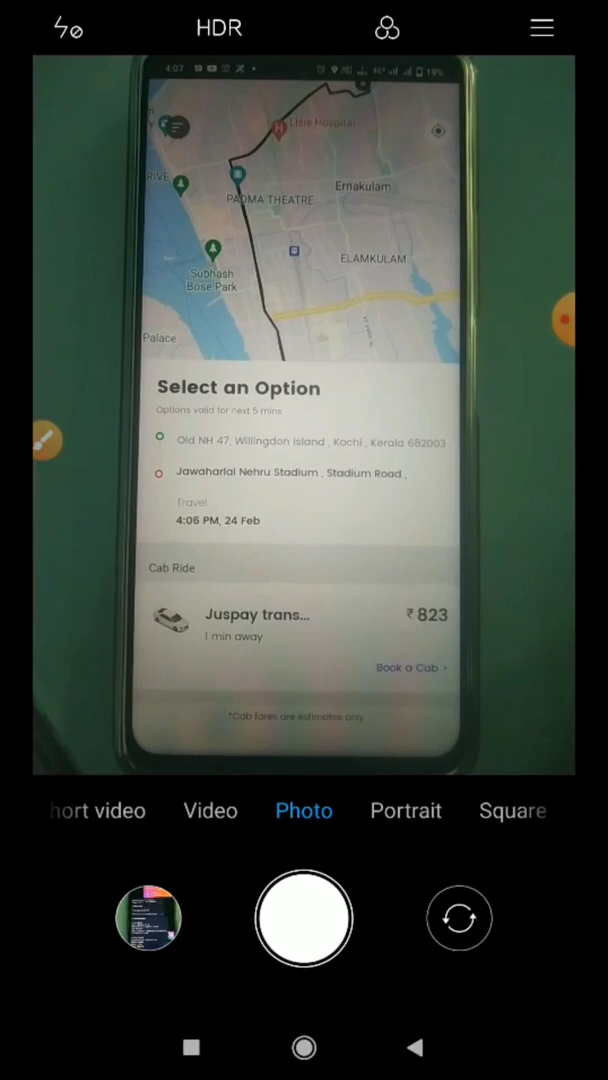 HDR
4:07
19%
Lisie Hospital
RIVE
PADMA THEATRE
Ernakulam
ELAMKULAM
Subhash
Bose Park
Palace
Select an Option
Options valid for next 5 mins
Old NH 47, Willingdon Island , Kochi , Kerala 682003
Jawaharlal Nehru Stadium , Stadium Road ,
Travel
4:06 PM, 24 Feb
Cab Ride
Juspay trans...
₹823
1 min away
Book a Cab ›
*Cab fares are estimates only
hort video
Video
Photo
Portrait
Square